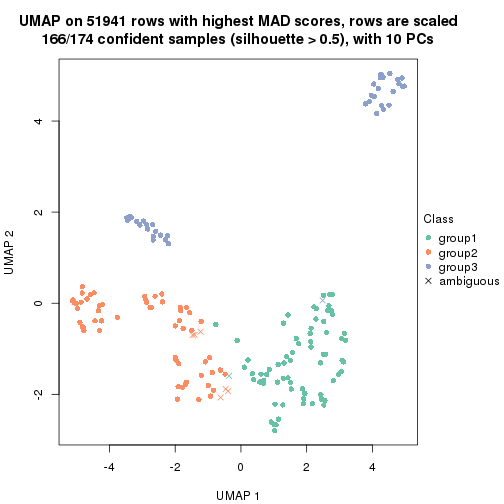 UMAP on 51941 rows with highest MAD scores, rows are scaled
166/174 confident samples (silhouette > 0.5), with 10 PCs
UMAP 2
4
2
0
-2
-4
-2
0
2
4
UMAP 1
Class
group1
group2
group3
ambiguous